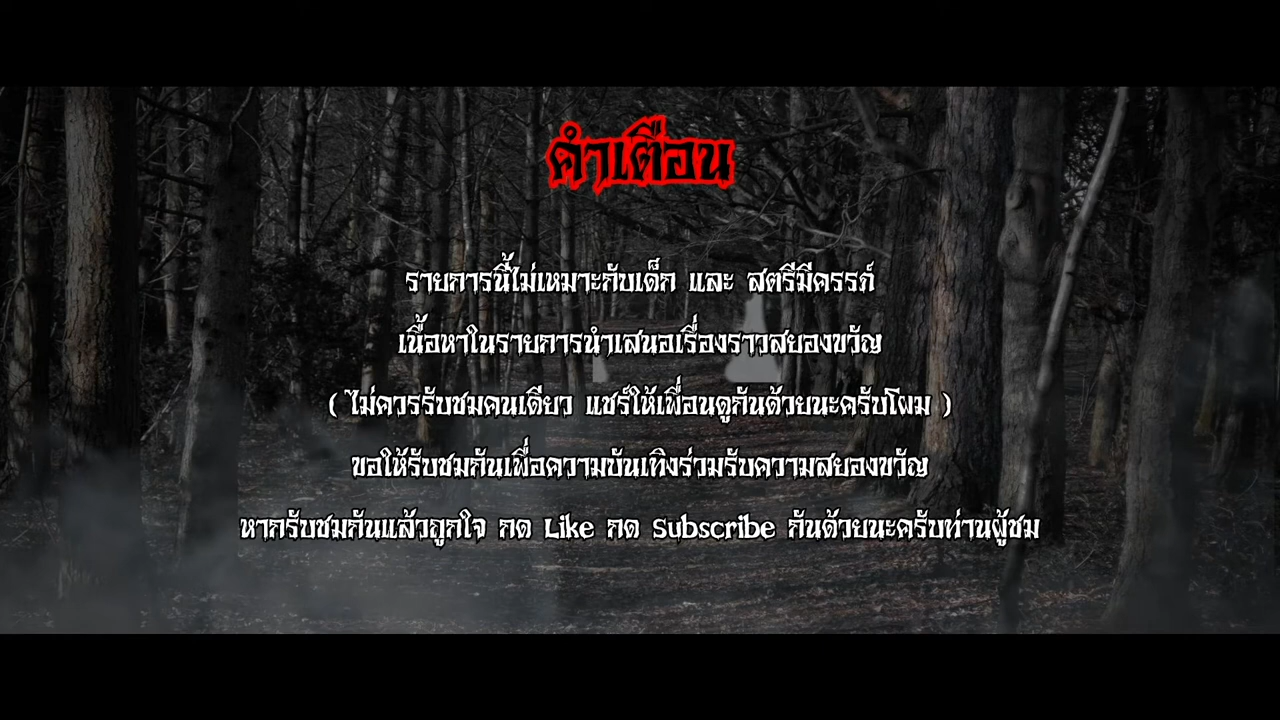 คำเตือน
รายการนี้ไม่เหมาะกับเด็ก และ สตรีมีครรภ์
เนื้อหาในรายการนำเสนอเรื่องราวสยองขวัญ
( ไม่ควรรับชมคนเดียว แชร์ให้เพื่อนดูกันด้วยนะครับโผม )
ขอให้รับชมกันเพื่อความบันเทิงร่วมรับความสยองขวัญ
หากรับชมกันแล้วถูกใจ กด Like กด Subscribe กันด้วยนะครับท่านผู้ชม